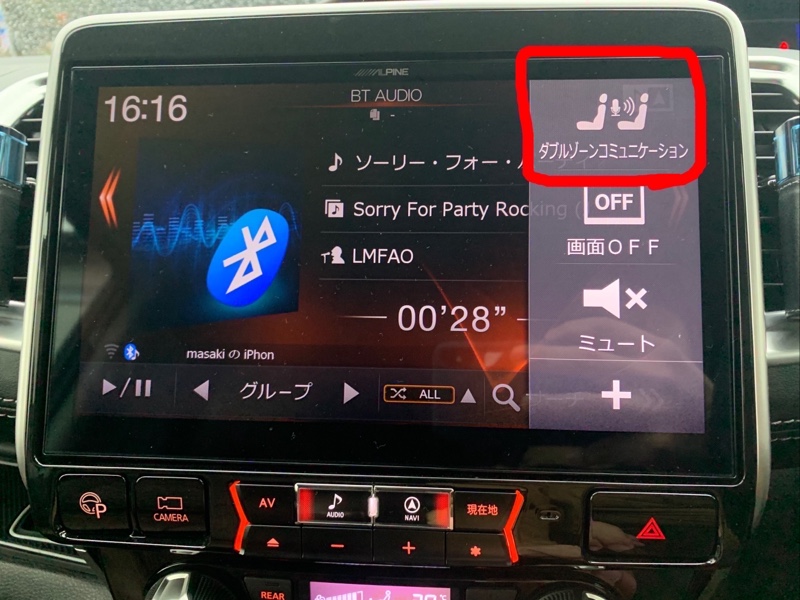 ALPINE
16:16
BT AUDIO
-
ダブルゾーンコミュニケーション
ソーリー・フォー・パ
Sorry For Party Rocking (
OFF
画面OFF
LMFAO
00'28"
ミュート
masaki の iPhon
グループ
ALL
+
P
CAMERA
AV
AUDIO
NAVI
現在地
−
+
✱
REAR